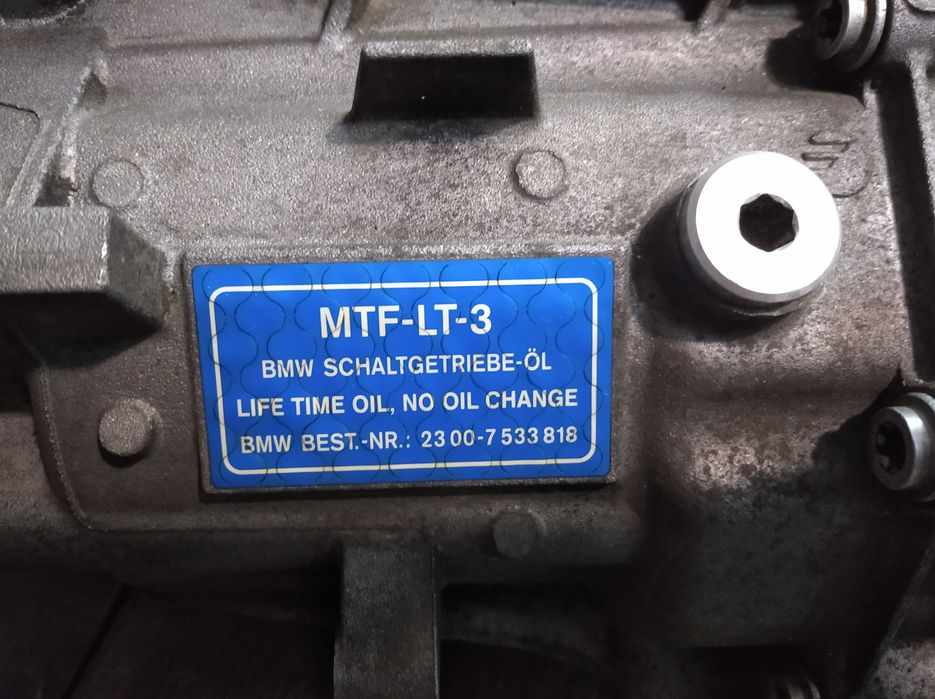 MTF-LT-3
BMW SCHALTGETRIEBE-ÖL
LIFE TIME OIL, NO OIL CHANGE
BMW BEST.-NR.: 23 00-7 533 818